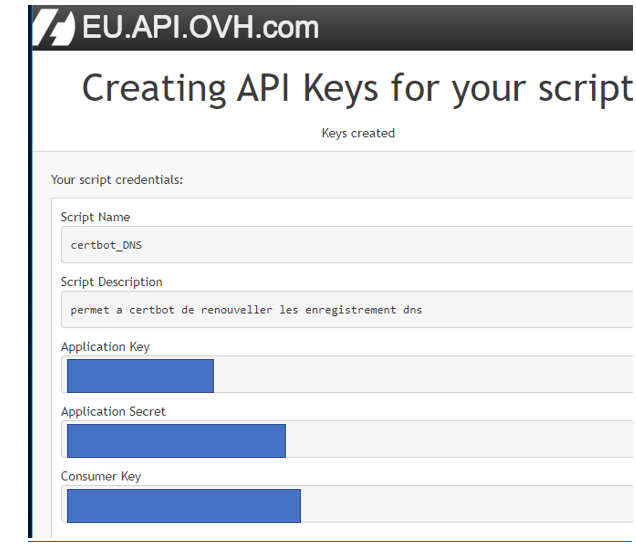 EU.API.OVH.com
Creating API Keys for your script
Keys created
Your script credentials:
Script Name
certbot_DNS
Script Description
permet a certbot de renouveller les enregistrement dns
Application Key
Application Secret
Consumer Key